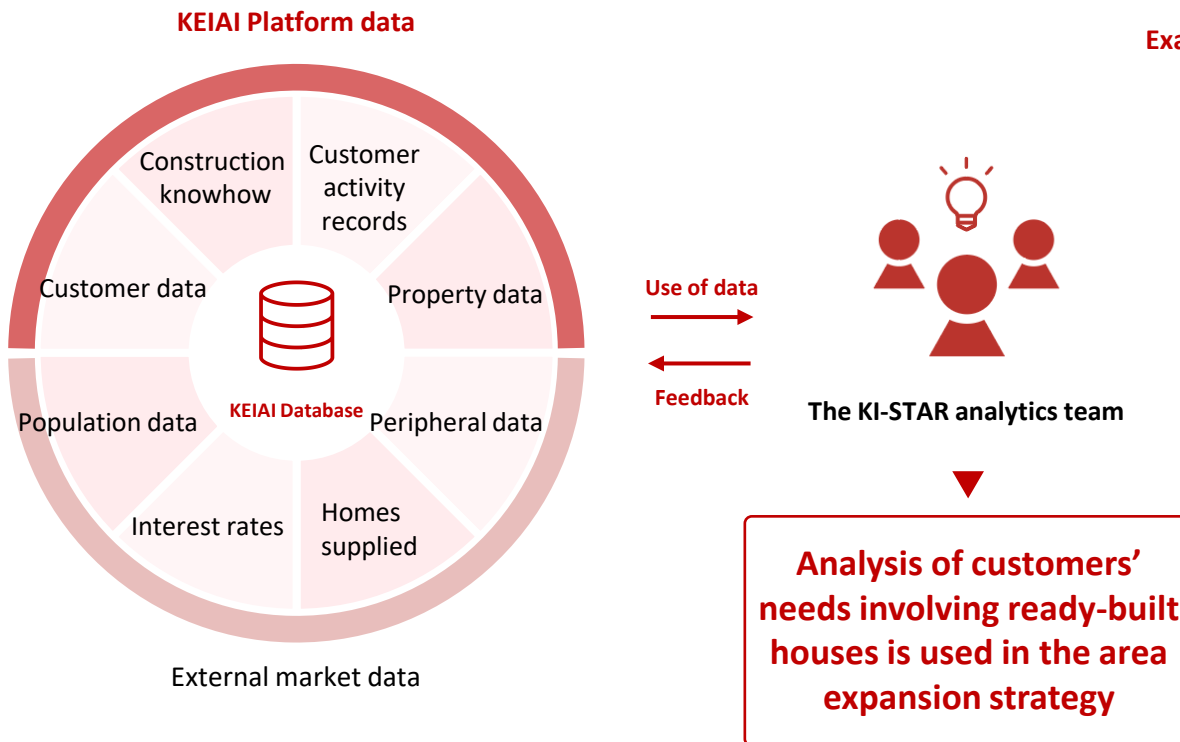 KEIAI Platform data
Exa
Construction
knowhow
Customer
activity
records
Customer data
Property data
KEIAI Database
Population data
Peripheral data
Interest rates
Homes
supplied
External market data
Use of data
Feedback
The KI-STAR analytics team
Analysis of customers’
needs involving ready-built
houses is used in the area
expansion strategy